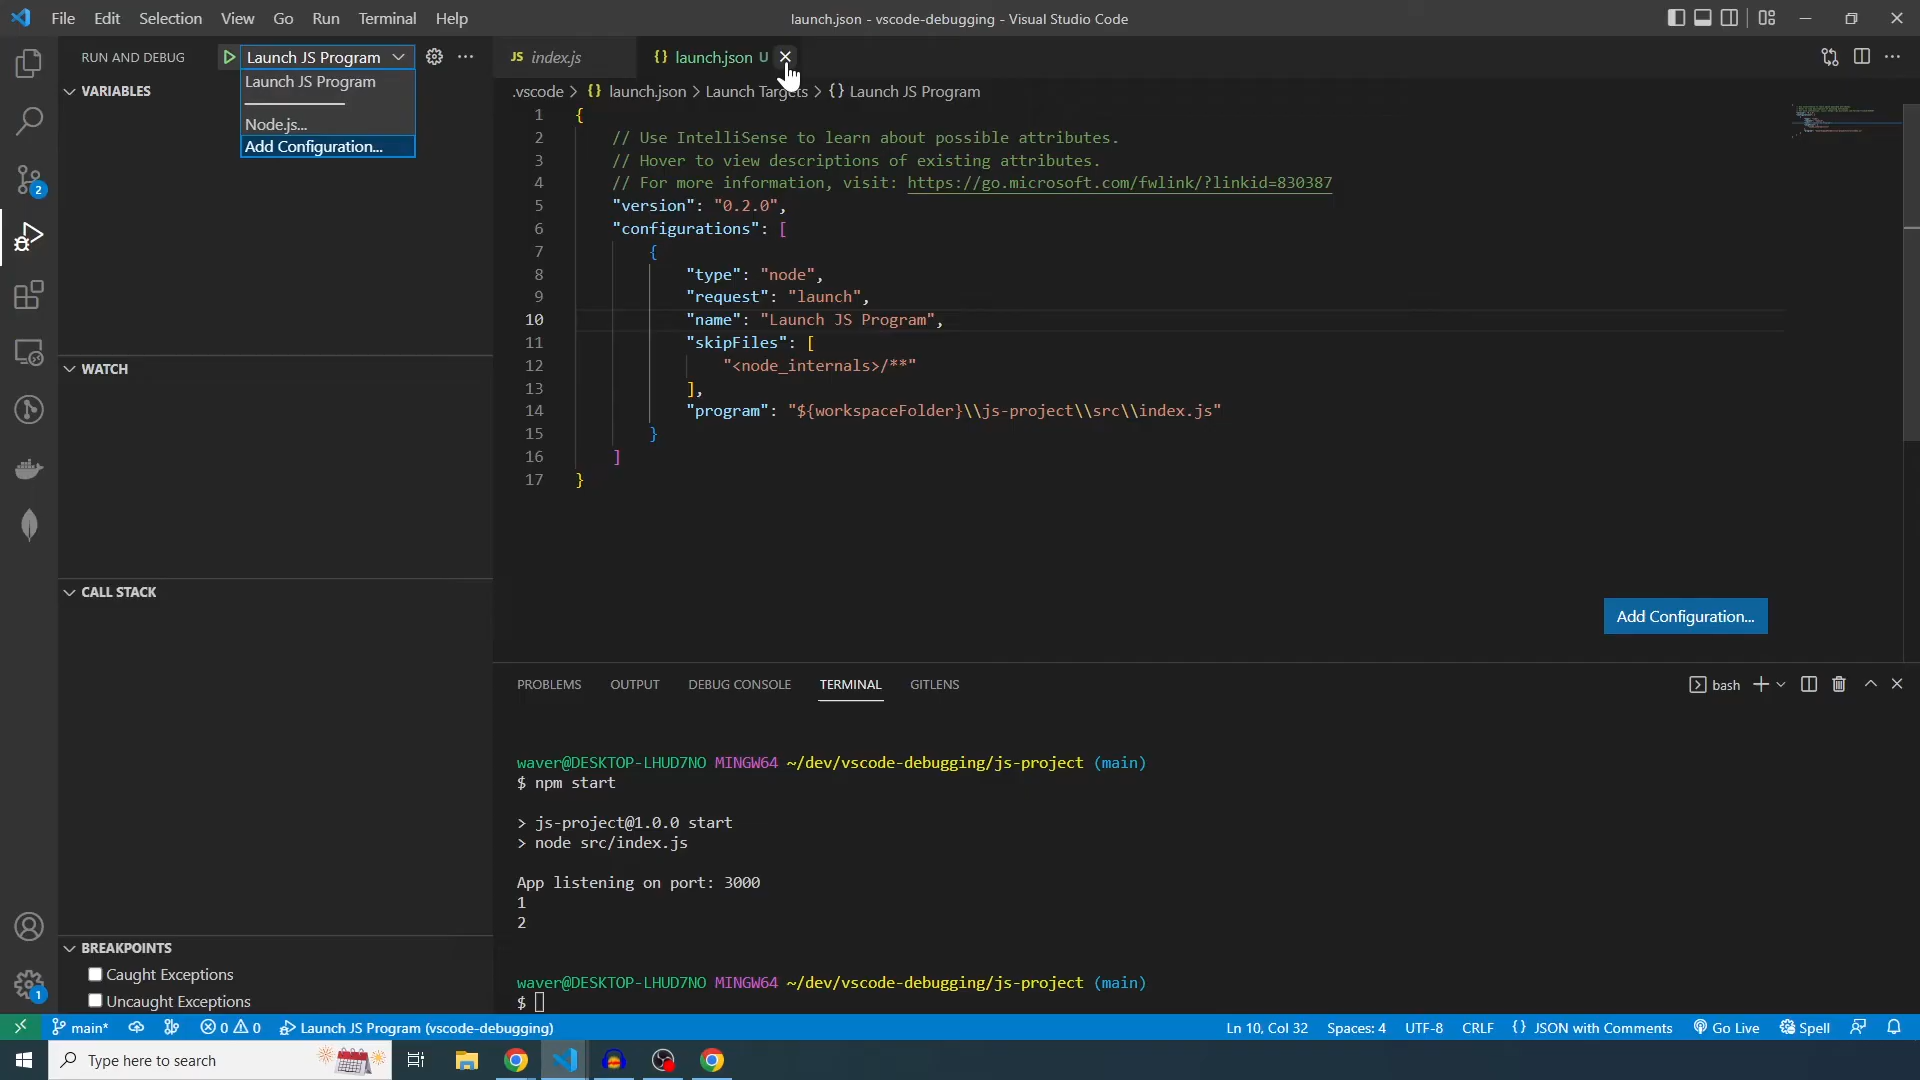 File Edit Selection View Go Run Terminal Help
launch.json - vscode-debugging - Visual Studio Code
RUN AND DEBUG
Launch JS Program
Launch JS Program
Node.js...
Add Configuration...
VARIABLES
WATCH
CALL STACK
BREAKPOINTS
Caught Exceptions
Uncaught Exceptions
2
1
JS index.js
{} launch.json U
.vscode > {} launch.json > Launch Targets > {} Launch JS Program
1 {
2 // Use IntelliSense to learn about possible attributes.
3 // Hover to view descriptions of existing attributes.
4 // For more information, visit: https://go.microsoft.com/fwlink/?linkid=830387
5 "version": "0.2.0",
6 "configurations": [
7 {
8 "type": "node",
9 "request": "launch",
10 "name": "Launch JS Program",
11 "skipFiles": [
12 "<node_internals>/**"
13 ],
14 "program": "${workspaceFolder}\\js-project\\src\\index.js"
15 }
16 ]
17 }
Add Configuration...
PROBLEMS OUTPUT DEBUG CONSOLE TERMINAL GITLENS
bash
waver@DESKTOP-LHUD7NO MINGW64 ~/dev/vscode-debugging/js-project (main)
$ npm start
> js-project@1.0.0 start
> node src/index.js
App listening on port: 3000
1
2
waver@DESKTOP-LHUD7NO MINGW64 ~/dev/vscode-debugging/js-project (main)
$
main* 0 0 Launch JS Program (vscode-debugging)
Ln 10, Col 32 Spaces: 4 UTF-8 CRLF {} JSON with Comments Go Live Spell
Type here to search